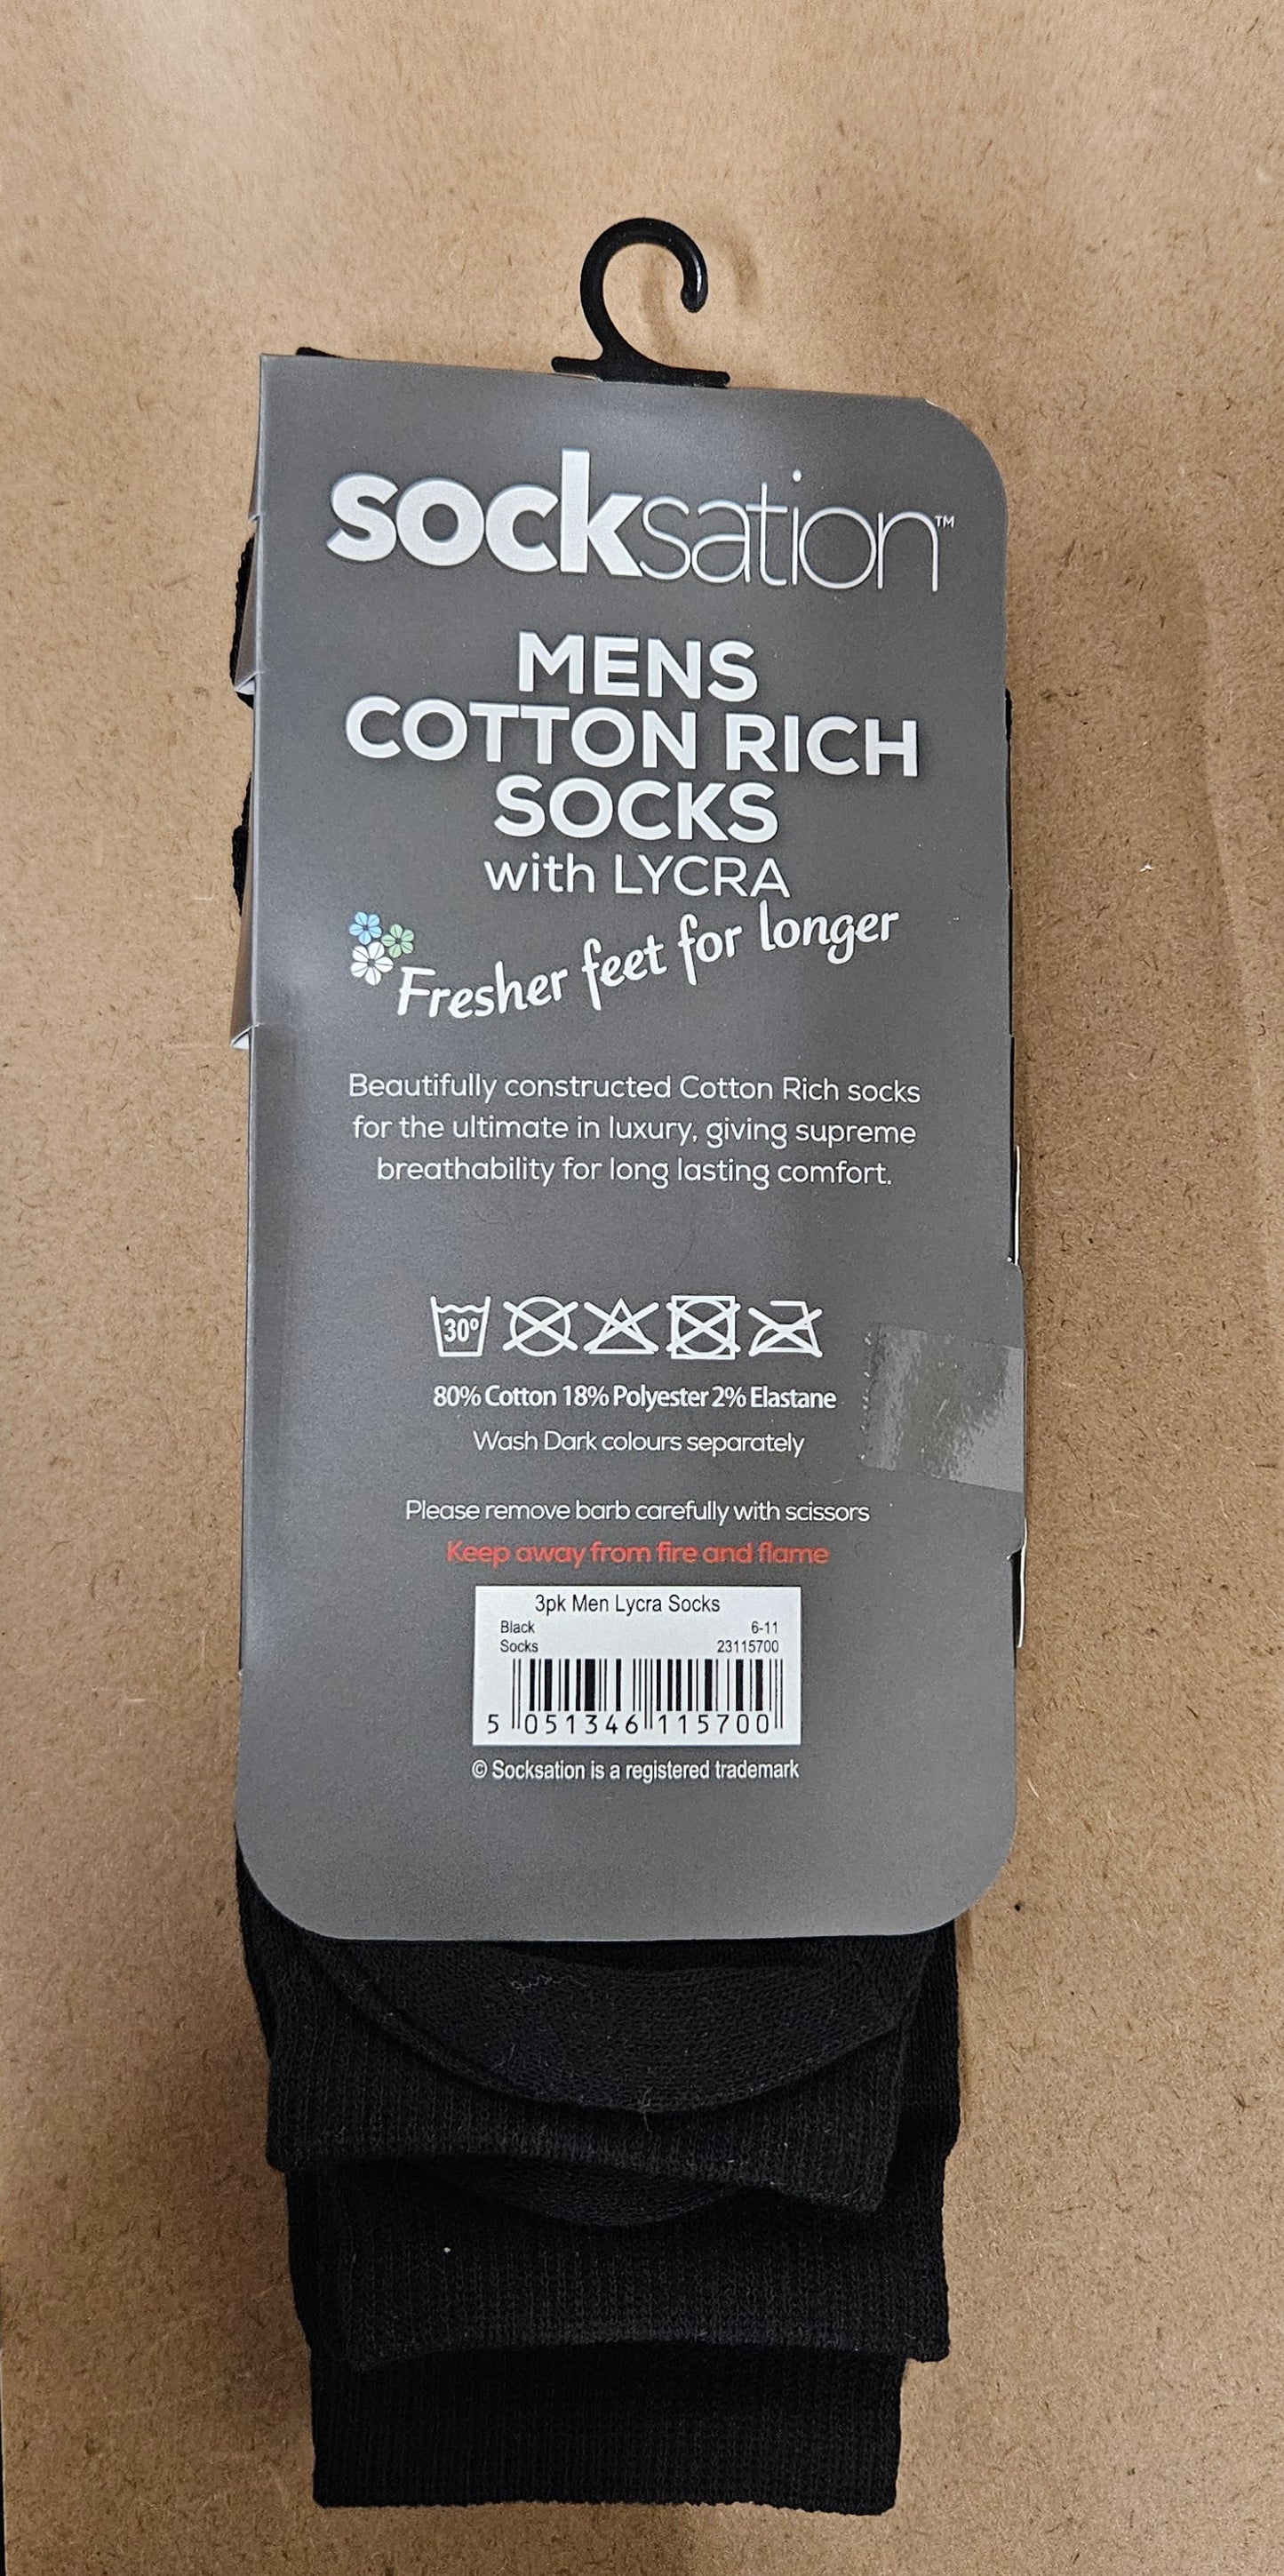 socksation™
MENS
COTTON RICH
SOCKS
with LYCRA
Fresher feet for longer
Beautifully constructed Cotton Rich socks
for the ultimate in luxury, giving supreme
breathability for long lasting comfort.
30°
80% Cotton 18% Polyester 2% Elastane
Wash Dark colours separately
Please remove barb carefully with scissors
Keep away from fire and flame
3pk Men Lycra Socks
Black 6-11
Socks 23115700
5 051346 115700
© Socksation is a registered trademark